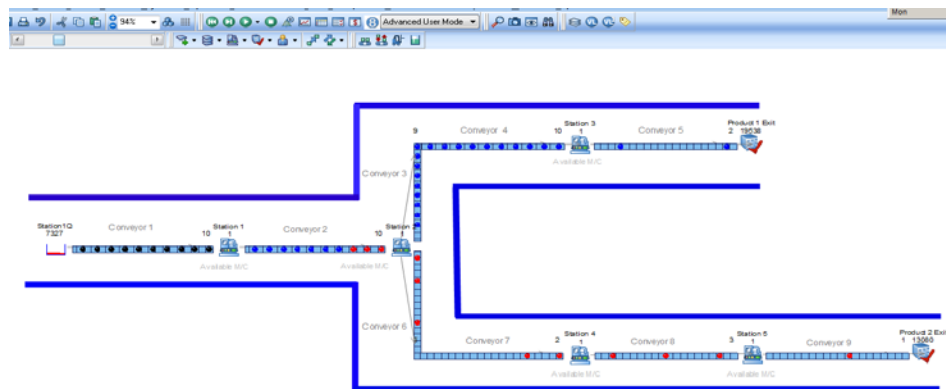 Mon
94%
Advanced User Mode
9
Conveyor 4
10
Station 3
1
Available M/C
Conveyor 5
2
Product 1 Exit
19538
Conveyor 3
Station1Q
7327
Conveyor 1
10
Station 1
1
Available M/C
Conveyor 2
10
Station
1
Available M/C
Conveyor 6
3
Conveyor 7
2
Station 4
1
Available M/C
Conveyor 8
3
Station 5
1
Available M/C
Conveyor 9
1
Product 2 Exit
13080